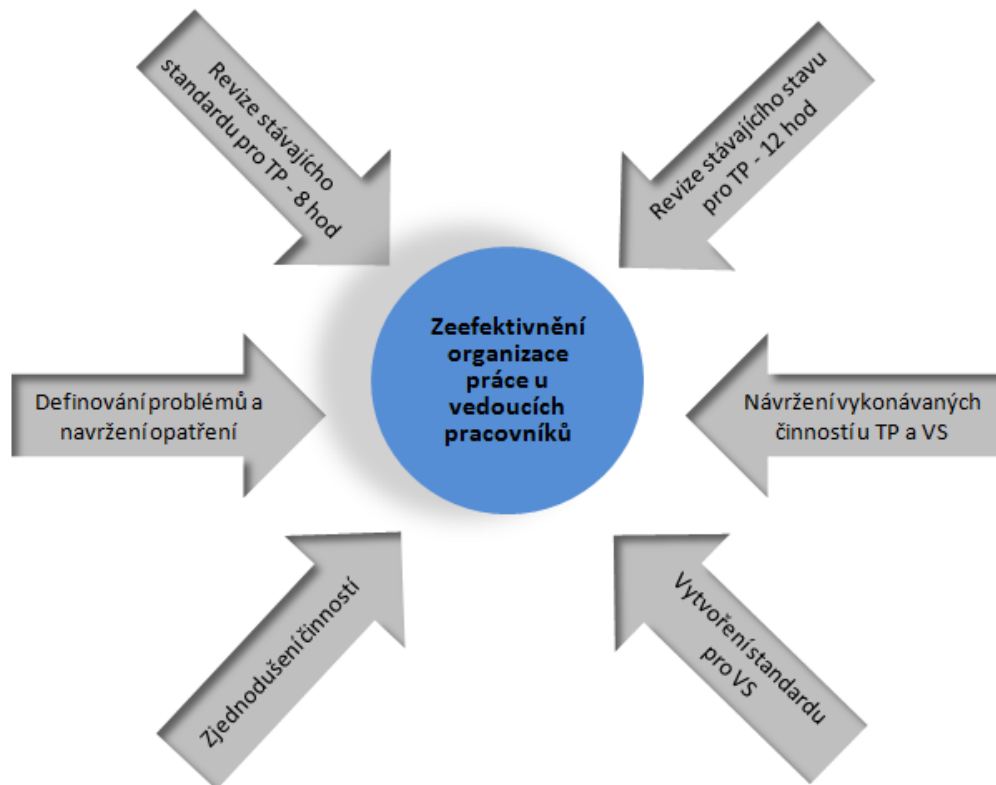 Revize stávajícho
standardu pro TP - 8 hod
Revize stávajícího stavu
pro TP - 12 hod
Zeefektivnění
organizace
práce u
vedoucích
pracovníků
Definování problémů a
navržení opatření
Návržení vykonávaných
činností u TP a VS
Zjednodušení činností
Vytvoření standardu
pro VS